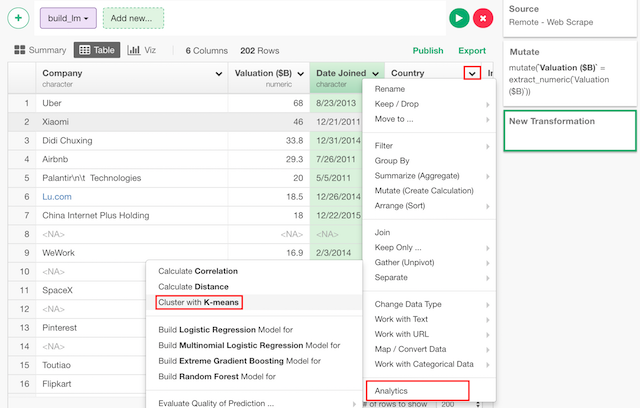 build_lm
Add new...
Summary Table Viz 6 Columns 202 Rows Publish Export
Company Valuation ($B) Date Joined Country
character numeric character
1 Uber 68 8/23/2013
2 Xiaomi 46 12/21/2011
3 Didi Chuxing 33.8 12/31/2014
4 Airbnb 29.3 7/26/2011
5 Palantir\n\t Technologies 20 5/5/2011
6 Lu.com 18.5 12/26/2014
7 China Internet Plus Holding 18 12/22/2015
8 <NA> <NA> <NA>
9 WeWork 16.9 2/3/2014
10 <NA>
11 SpaceX
12 <NA>
13 Pinterest
14 <NA>
15 Toutiao
16 Flipkart
Rename
Keep / Drop
Move to ...
Filter
Group By
Summarize (Aggregate)
Mutate (Create Calculation)
Arrange (Sort)
Join
Keep Only ...
Gather (Unpivot)
Separate
Change Data Type
Work with Text
Work with URL
Map / Convert Data
Work with Categorical Data
Analytics
Calculate Correlation
Calculate Distance
Cluster with K-means
Build Logistic Regression Model for
Build Multinomial Logistic Regression Model for
Build Extreme Gradient Boosting Model for
Build Random Forest Model for
Evaluate Quality of Prediction ...
# of rows to show 200
Source
Remote - Web Scrape
Mutate
mutate(`Valuation ($B)` =
extract_numeric(`Valuation
($B)`))
New Transformation